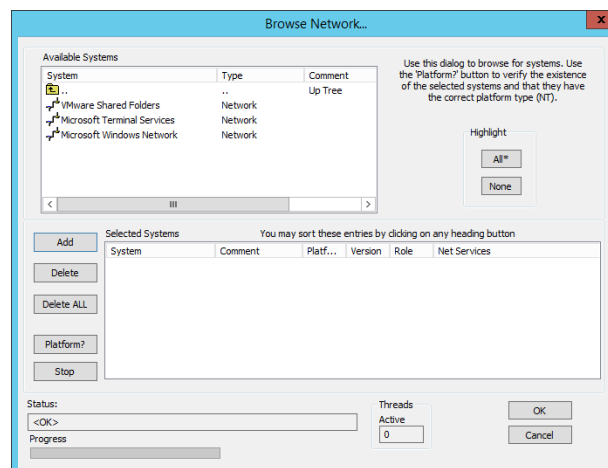 Browse Network...
x
Available Systems
System Type Comment
.. .. Up Tree
VMware Shared Folders Network
Microsoft Terminal Services Network
Microsoft Windows Network Network
Use this dialog to browse for systems. Use
the 'Platform?' button to verify the existence
of the selected systems and that they have
the correct platform type (NT).
Highlight
All*
None
Add
Delete
Delete ALL
Platform?
Stop
Selected Systems You may sort these entries by clicking on any heading button
System Comment Platf... Version Role Net Services
Status:
<OK>
Progress
Threads
Active
0
OK
Cancel